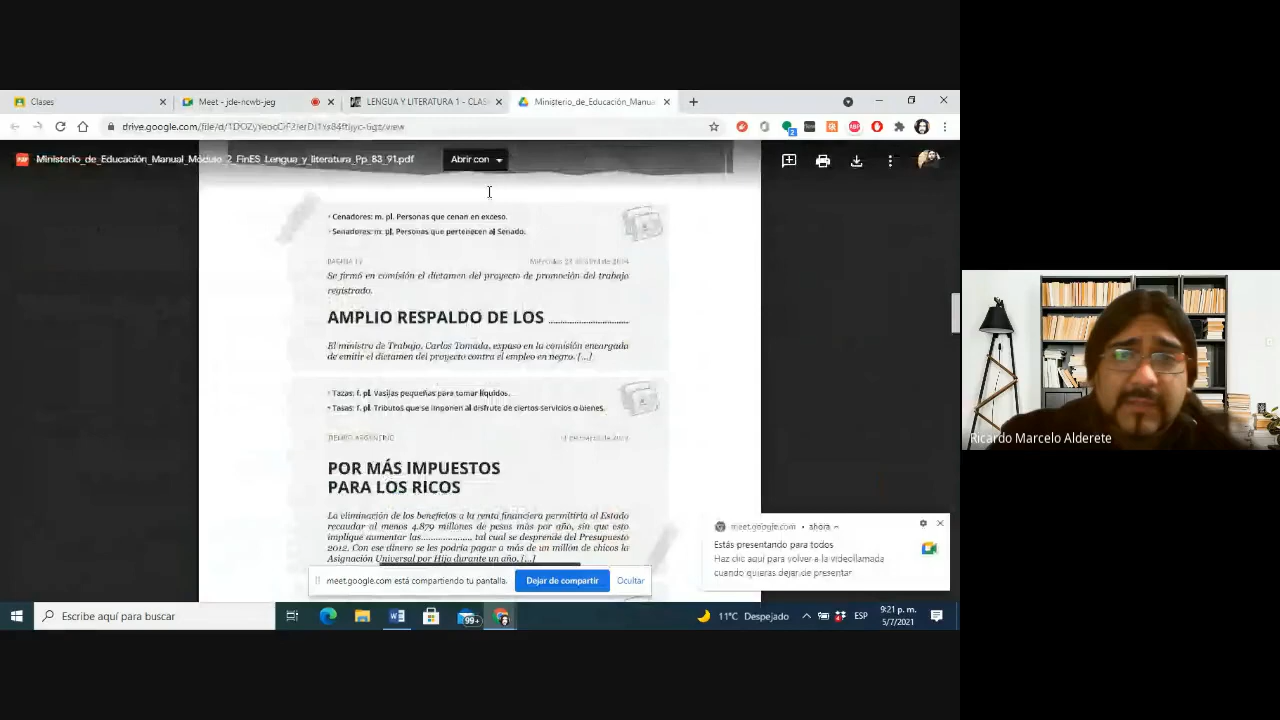 Clases
Meet - jde-ncwb-jeg
LENGUA Y LITERATURA 1 - CLAS
Ministerio_de_Educación_Manual
Ministerio_de_Educación_Manual_Modulo_2_FinES_Lengua_y_literatura_Pp_83_91.pdf
Abrir con
• Cenadores: m. pl. Personas que cenan en exceso.
• Senadores: m. pl. Personas que pertenecen al Senado.
PÁGINA 12
Se firmó en comisión el dictamen del proyecto de promoción del trabajo
registrado.
AMPLIO RESPALDO DE LOS ................................
El ministro de Trabajo, Carlos Tomada, expuso en la comisión encargada
de emitir el dictamen del proyecto contra el empleo en negro. [...]
• Tazas: f. pl. Vasijas pequeñas para tomar líquidos.
• Tasas: f. pl. Tributos que se imponen al disfrute de ciertos servicios o bienes.
TIEMPO ARGENTINO
POR MÁS IMPUESTOS
PARA LOS RICOS
La eliminación de los beneficios a la renta financiera permitiría al Estado
recaudar al menos 4.879 millones de pesos más por año, sin que esto
implique aumentar las.................... tal cual se desprende del Presupuesto
2012. Con ese dinero se les podría pagar a más de un millón de chicos la
Asignación Universal por Hijo durante un año. [...]
meet.google.com • ahora
Estás presentando para todos
Haz clic aquí para volver a la videollamada
cuando quieras dejar de presentar
meet.google.com está compartiendo tu pantalla.
Dejar de compartir
Ocultar
Escribe aquí para buscar
99+
11°C Despejado
ESP
9:21 p. m.
5/7/2021
Ricardo Marcelo Alderete